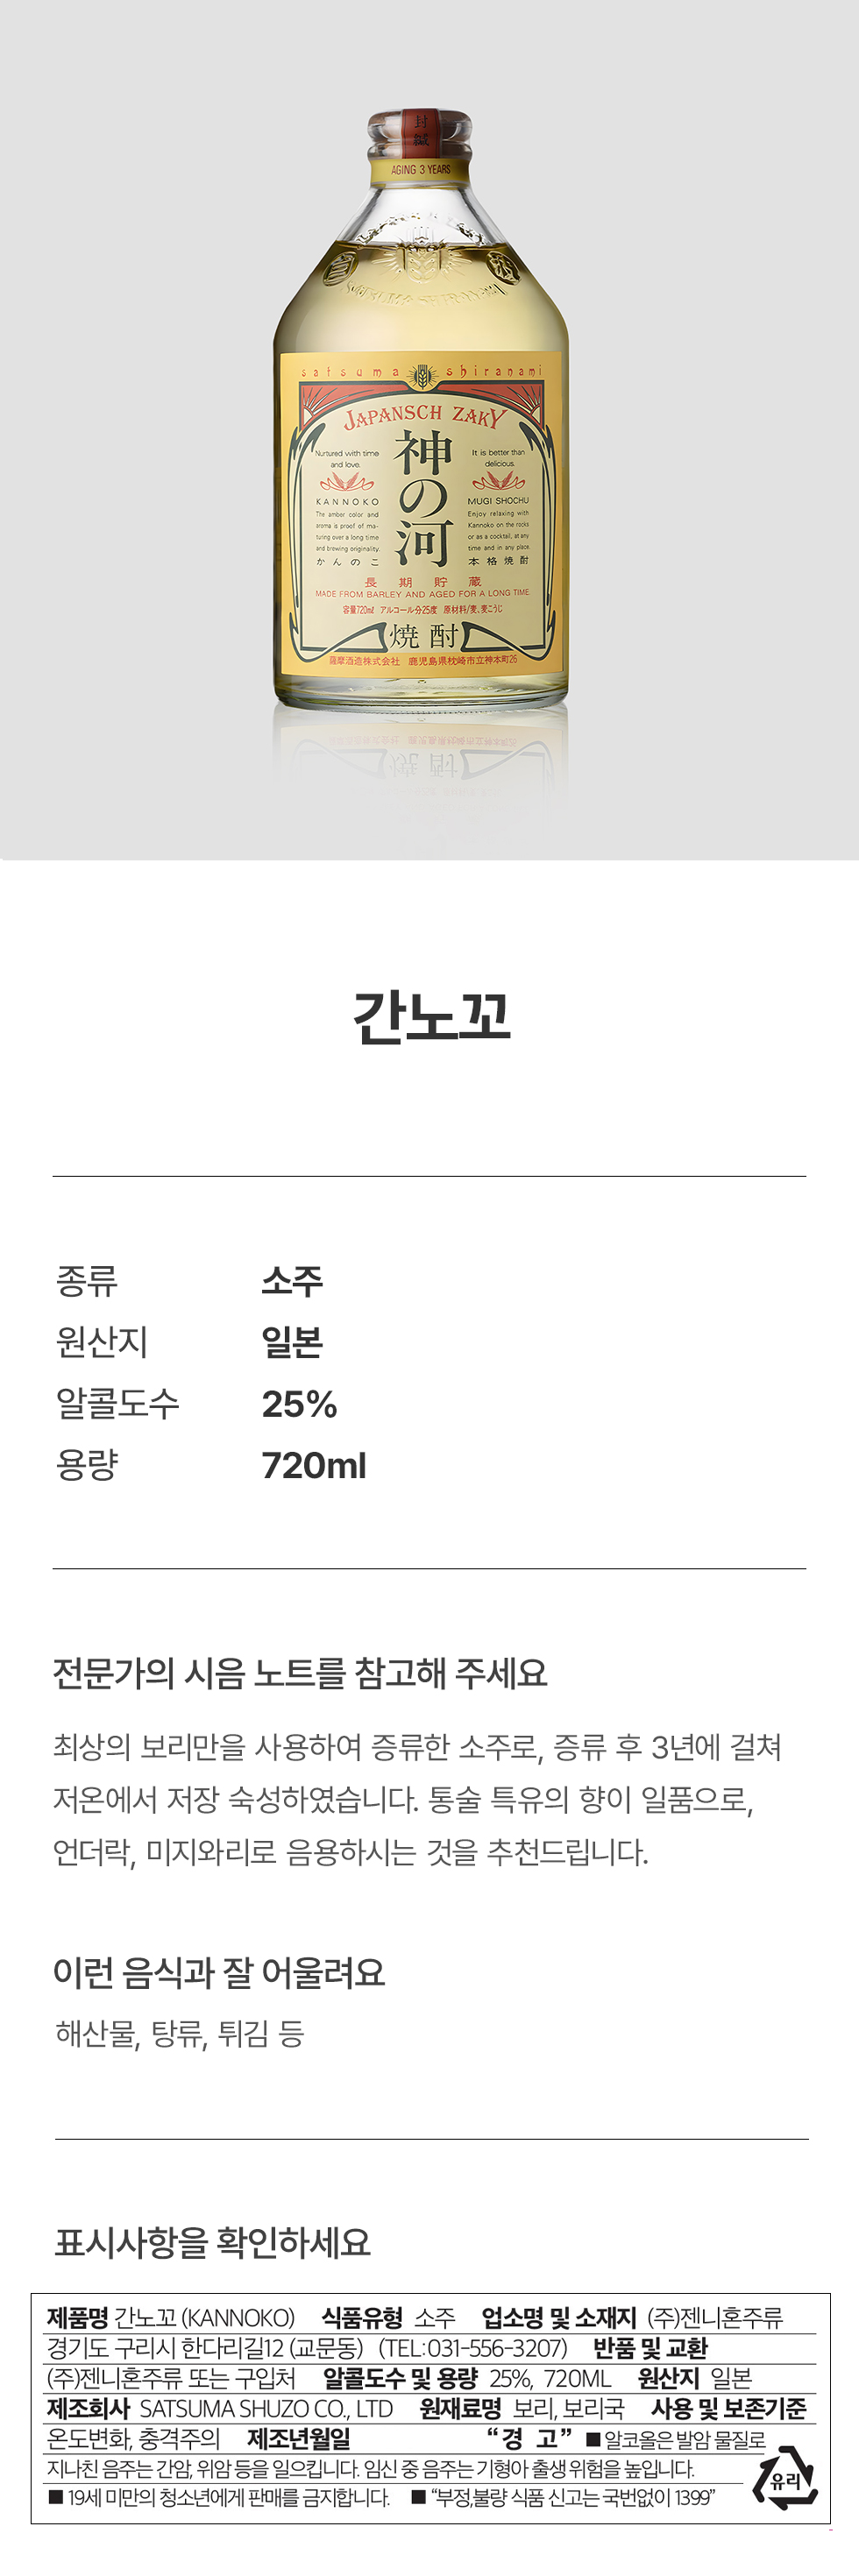 封
緘
AGING 3 YEARS
satsuma shiranami
JAPANSCH ZAKY
神の河
Nurtured with time
and love.
KANNOKO
The amber color and
aroma is proof of ma-
turing over a long time
and brewing originality.
かんのこ
It is better than
delicious.
MUGI SHOCHU
Enjoy relaxing with
Kannoko on the rocks
or as a cocktail, at any
time and in any place.
本格焼酎
長期貯蔵
MADE FROM BARLEY AND AGED FOR A LONG TIME.
容量720ml アルコール分25度 原材料/麦、麦こうじ
焼酎
薩摩酒造株式会社 鹿児島県枕崎市立神本町26
간노꼬
종류 소주
원산지 일본
알콜도수 25%
용량 720ml
전문가의 시음 노트를 참고해 주세요
최상의 보리만을 사용하여 증류한 소주로, 증류 후 3년에 걸쳐
저온에서 저장 숙성하였습니다. 통술 특유의 향이 일품으로,
언더락, 미지와리로 음용하시는 것을 추천드립니다.
이런 음식과 잘 어울려요
해산물, 탕류, 튀김 등
표시사항을 확인하세요
제품명 간노꼬 (KANNOKO) 식품유형 소주 업소명 및 소재지 (주)젠니혼주류
경기도 구리시 한다리길12 (교문동) (TEL:031-556-3207) 반품 및 교환
(주)젠니혼주류 또는 구입처 알콜도수 및 용량 25%, 720ML 원산지 일본
제조회사 SATSUMA SHUZO CO., LTD 원재료명 보리, 보리국 사용 및 보존기준
온도변화, 충격주의 제조년월일 “경 고” ■ 알코올은 발암 물질로
지나친 음주는 간암, 위암 등을 일으킵니다. 임신 중 음주는 기형아 출생 위험을 높입니다.
■ 19세 미만의 청소년에게 판매를 금지합니다. ■ “부정,불량 식품 신고는 국번없이 1399”
유리